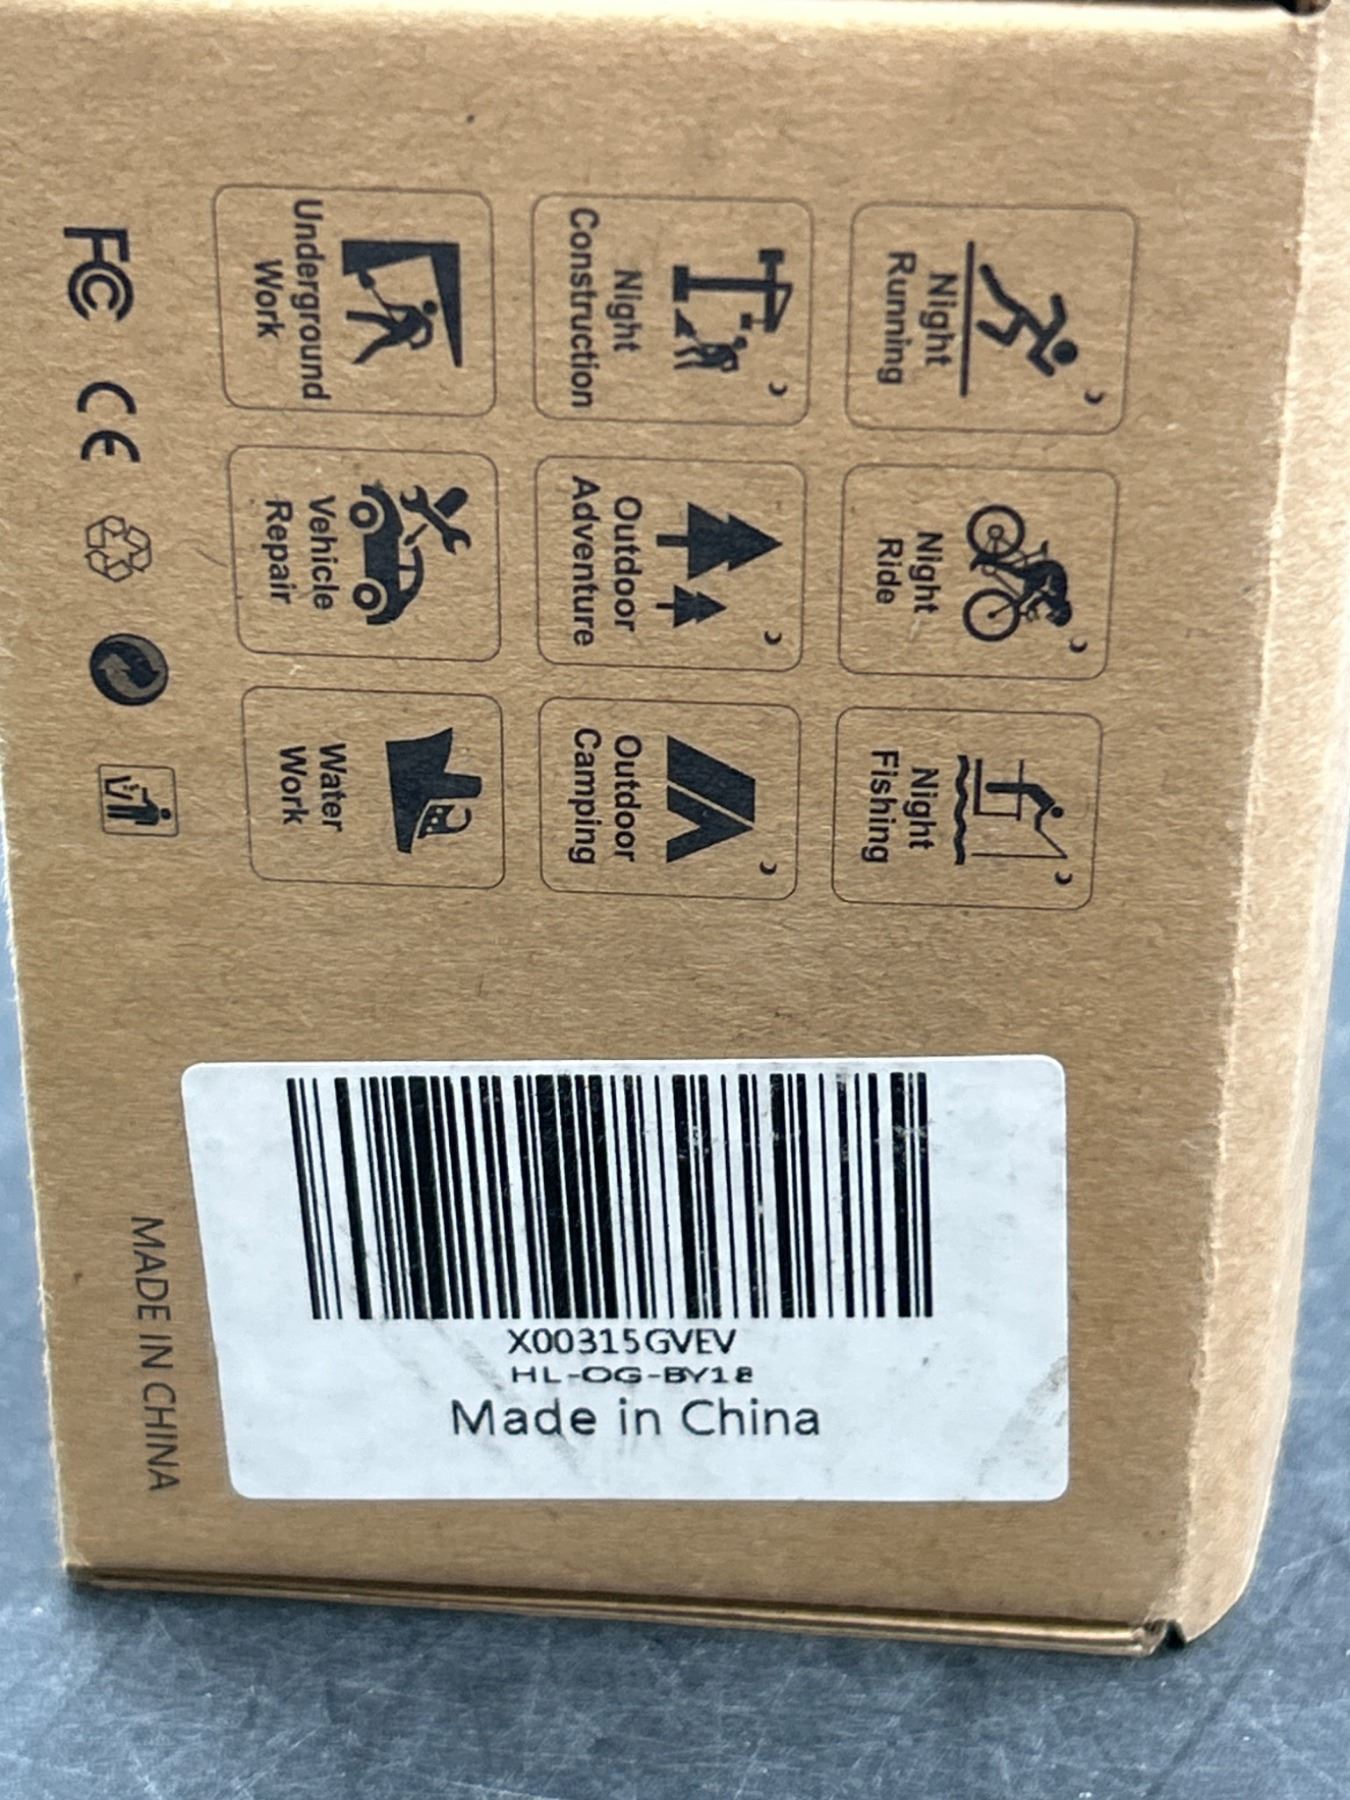 Night
Running
Night
Ride
Night
Fishing
Night
Construction
Outdoor
Adventure
Outdoor
Camping
Underground
Work
Vehicle
Repair
Water
Work
FC CE
MADE IN CHINA
X00315GVEV
HL-OG-BY18
Made in China